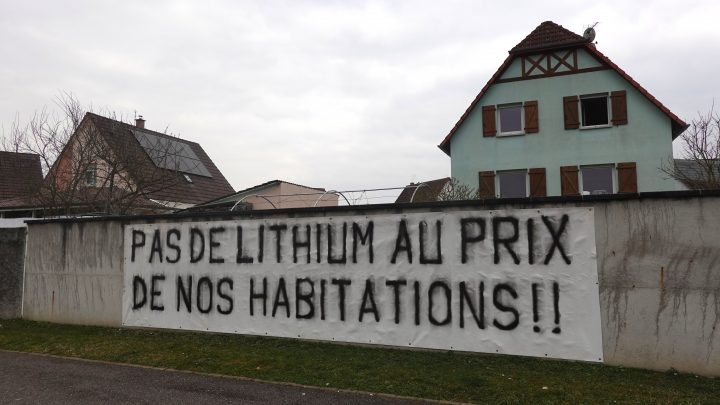 PAS DE LITHIUM AU PRIX
DE NOS HABITATIONS!!